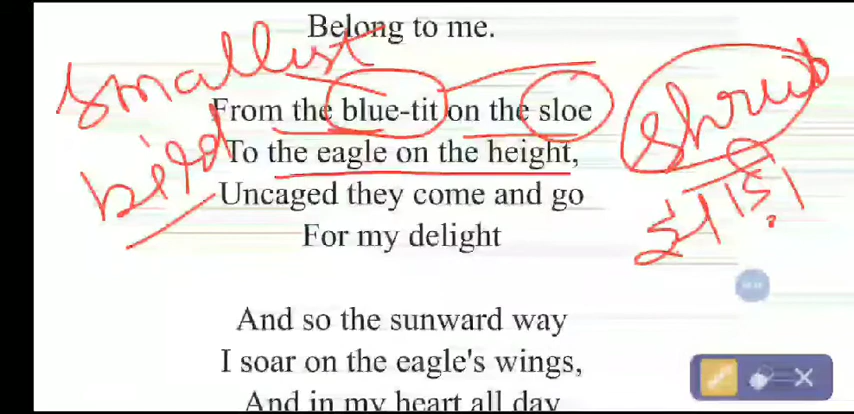 Belong to me.
smallest
From the blue-tit on the sloe
shrub
bird
To the eagle on the height,
झाड़ी
Uncaged they come and go
For my delight
And so the sunward way
I soar on the eagle's wings,
And in my heart all day